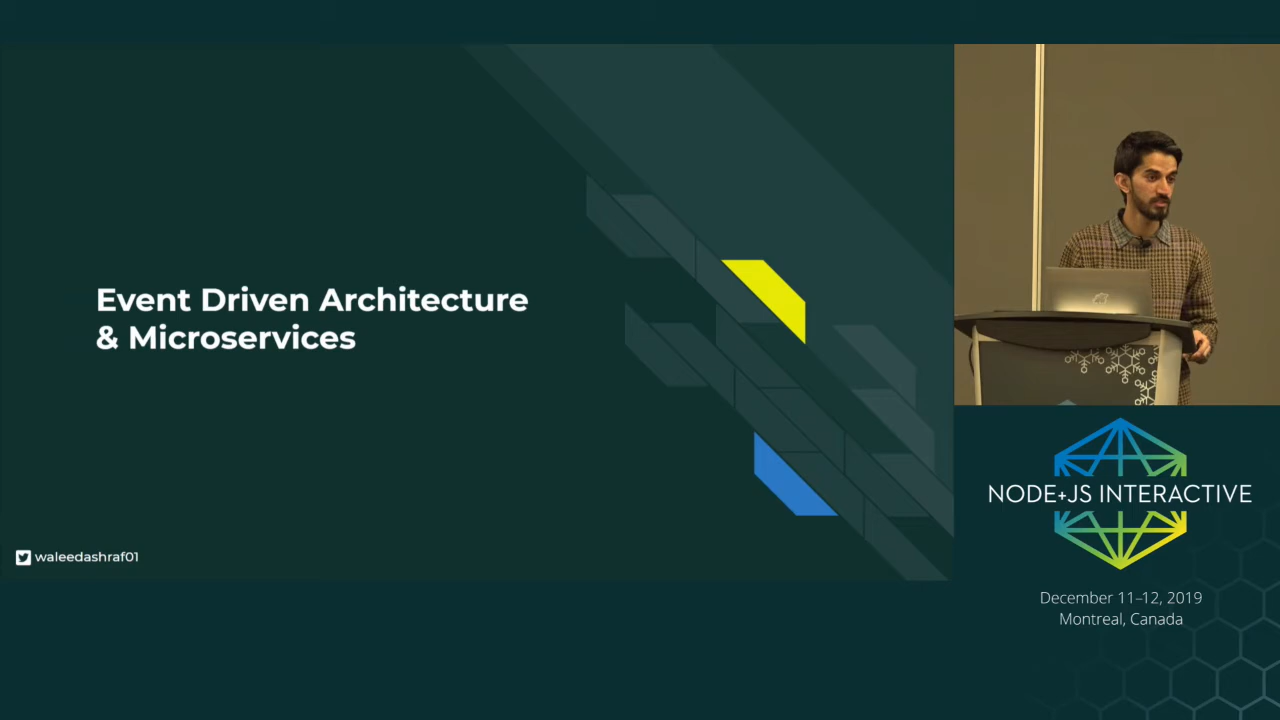 Event Driven Architecture
& Microservices
waleedashraf01
NODE+JS INTERACTIVE
December 11–12, 2019
Montreal, Canada